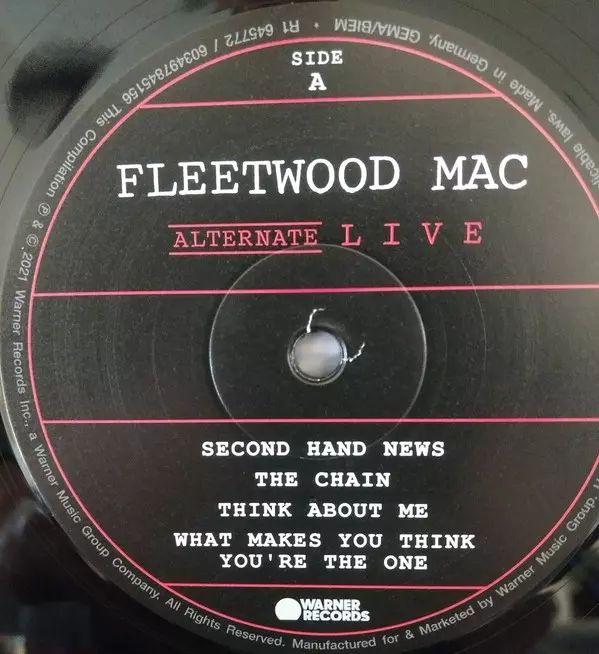 SIDE
A
FLEETWOOD MAC
ALTERNATE LIVE
SECOND HAND NEWS
THE CHAIN
THINK ABOUT ME
WHAT MAKES YOU THINK
YOU'RE THE ONE
WARNER
RECORDS
R1 645772 / 603497845156 This Compilation ℗ & © 2021 Warner Records Inc., a Warner Music Group Company. All Rights Reserved. Manufactured for & Marketed by Warner Music Group.
laws. Made in Germany. GEMA/BIEM •